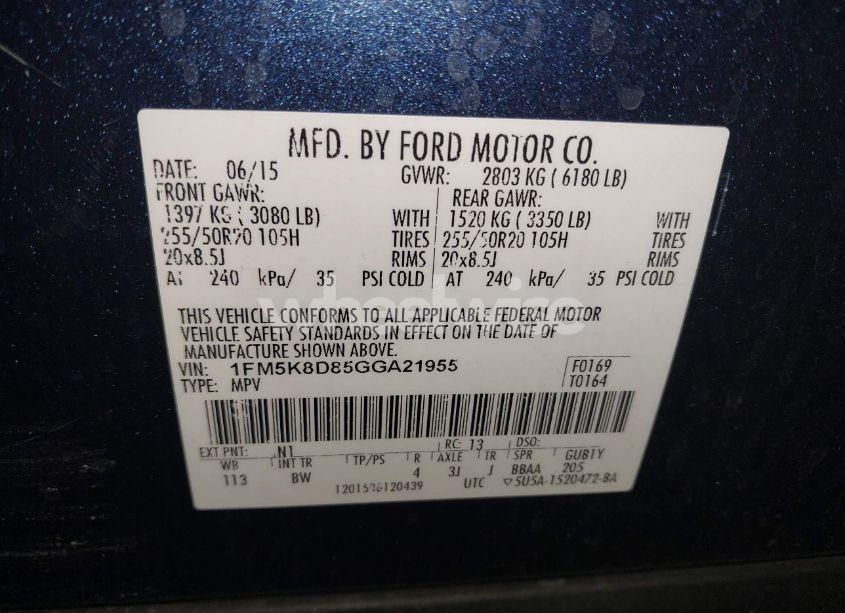 MFD. BY FORD MOTOR CO.
DATE: 06/15 GVWR: 2803 KG ( 6180 LB)
FRONT GAWR: REAR GAWR:
1397 KG ( 3080 LB) WITH 1520 KG ( 3350 LB) WITH
255/50R20 105H TIRES 255/50R20 105H TIRES
20x8.5J RIMS 20x8.5J RIMS
AT 240 kPa/ 35 PSI COLD AT 240 kPa/ 35 PSI COLD
THIS VEHICLE CONFORMS TO ALL APPLICABLE FEDERAL MOTOR
VEHICLE SAFETY STANDARDS IN EFFECT ON THE DATE OF
MANUFACTURE SHOWN ABOVE.
VIN: 1FM5K8D85GGA21955 F0169
TYPE: MPV T0164
EXT PNT: N1 RC: 13 DSO:
WB INT TR TP/PS R AXLE TR SPR GUB1Y
113 BW 4 3J J BBAA 205
1201506120439 UTC ▽5U5A-1520472-BA